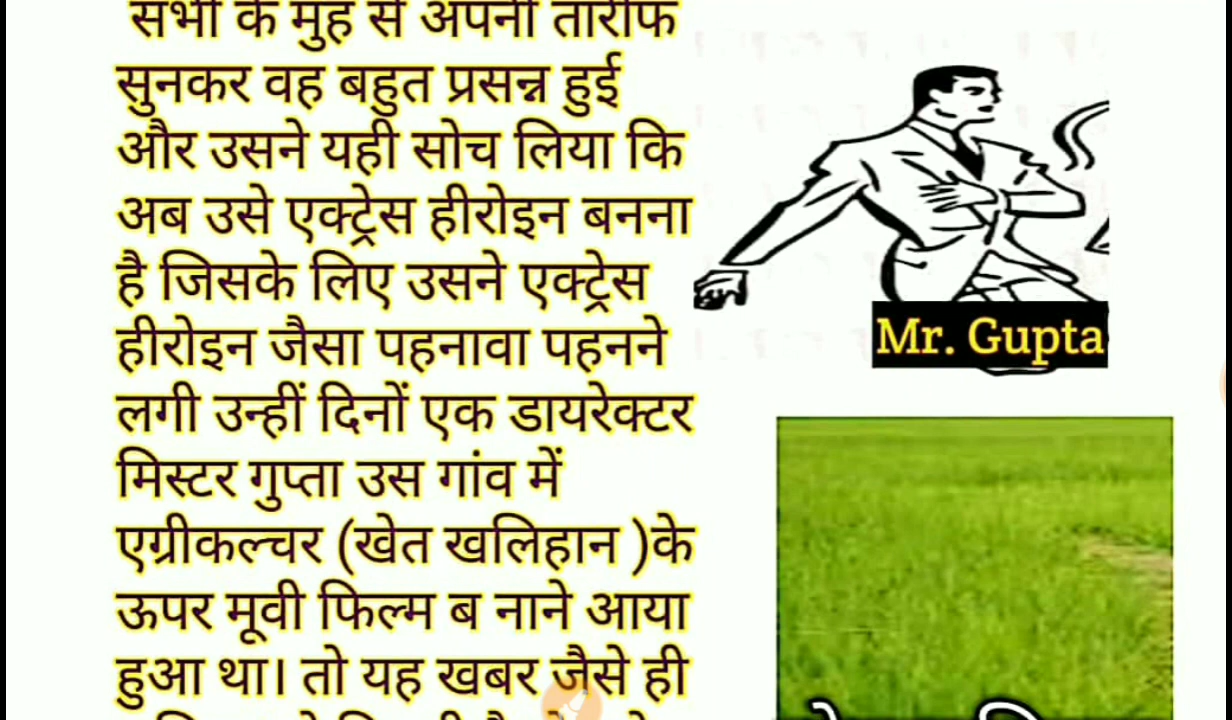 सभी के मुंह से अपनी तारीफ
सुनकर वह बहुत प्रसन्न हुई
और उसने यही सोच लिया कि
अब उसे एक्ट्रेस हीरोइन बनना
है जिसके लिए उसने एक्ट्रेस
हीरोइन जैसा पहनावा पहनने
लगी उन्हीं दिनों एक डायरेक्टर
मिस्टर गुप्ता उस गांव में
एग्रीकल्चर (खेत खलिहान )के
ऊपर मूवी फिल्म ब नाने आया
हुआ था। तो यह खबर जैसे ही
Mr. Gupta